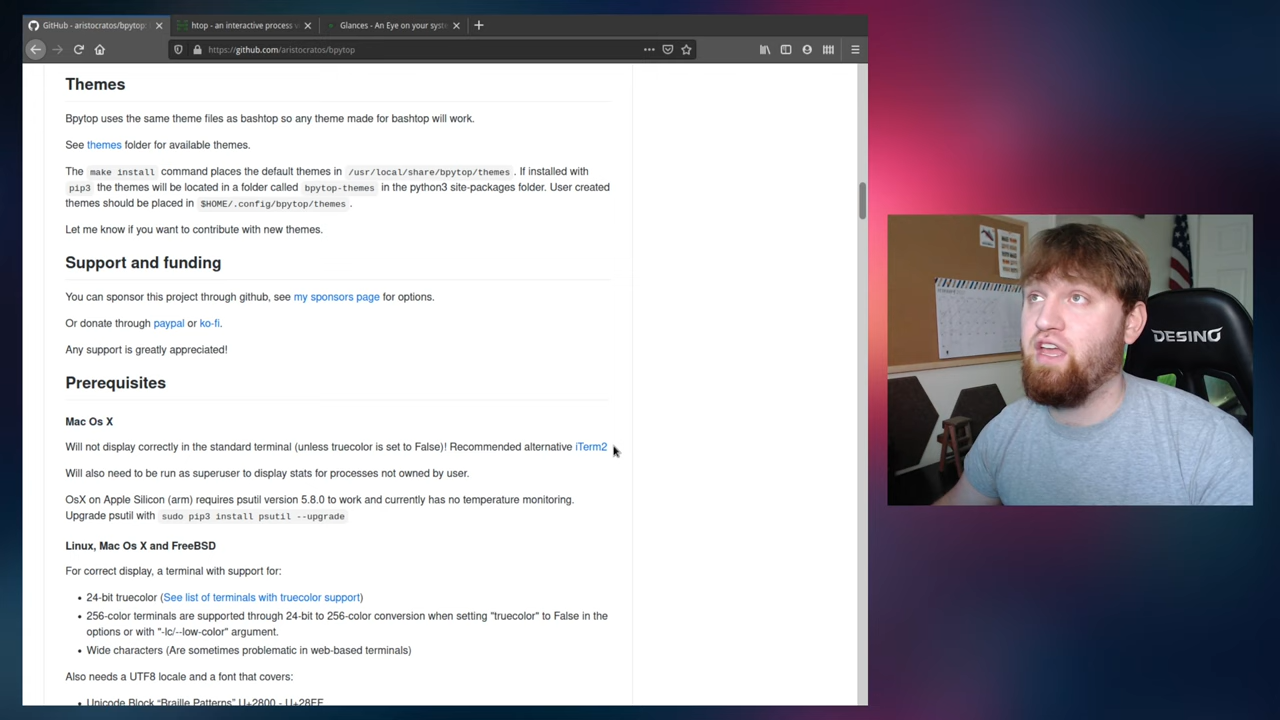 GitHub - aristocratos/bpytop:
htop - an interactive process v
Glances - An Eye on your syst
https://github.com/aristocratos/bpytop
Themes
Bpytop uses the same theme files as bashtop so any theme made for bashtop will work.
See themes folder for available themes.
The make install command places the default themes in /usr/local/share/bpytop/themes . If installed with
pip3 the themes will be located in a folder called bpytop-themes in the python3 site-packages folder. User created
themes should be placed in $HOME/.config/bpytop/themes .
Let me know if you want to contribute with new themes.
Support and funding
You can sponsor this project through github, see my sponsors page for options.
Or donate through paypal or ko-fi.
Any support is greatly appreciated!
Prerequisites
Mac Os X
Will not display correctly in the standard terminal (unless truecolor is set to False)! Recommended alternative iTerm2
Will also need to be run as superuser to display stats for processes not owned by user.
OsX on Apple Silicon (arm) requires psutil version 5.8.0 to work and currently has no temperature monitoring.
Upgrade psutil with sudo pip3 install psutil --upgrade
Linux, Mac Os X and FreeBSD
For correct display, a terminal with support for:
• 24-bit truecolor (See list of terminals with truecolor support)
• 256-color terminals are supported through 24-bit to 256-color conversion when setting "truecolor" to False in the
options or with "-lc/--low-color" argument.
• Wide characters (Are sometimes problematic in web-based terminals)
Also needs a UTF8 locale and a font that covers:
• Unicode Block “Braille Patterns” U+2800 - U+28FF
DESINO